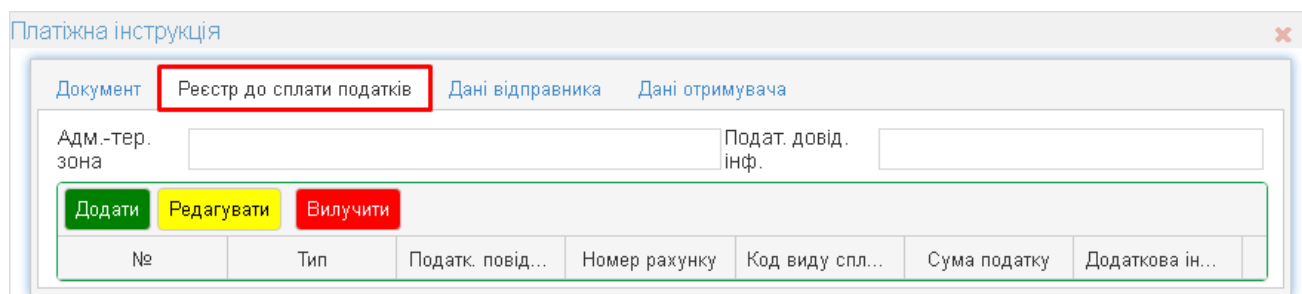 Платіжна інструкція
Документ Реєстр до сплати податків Дані відправника Дані отримувача
Адм.-тер. зона
Подат. довід. інф.
Додати Редагувати Вилучити
№ Тип Податк. повід... Номер рахунку Код виду спл... Сума податку Додаткова ін...